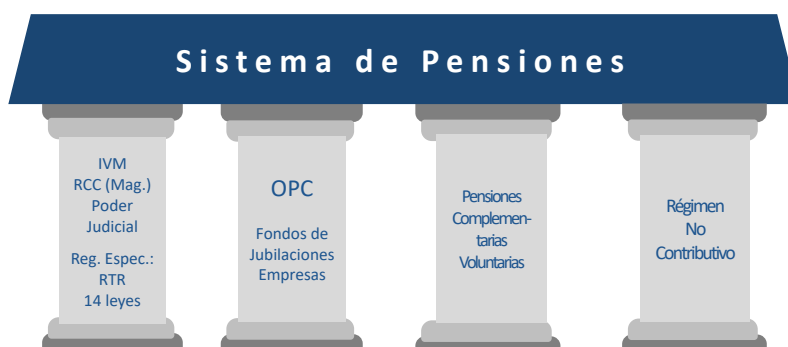 Sistema de Pensiones
IVM
RCC (Mag.)
Poder
Judicial
Reg. Espec.:
RTR
14 leyes
OPC
Fondos de
Jubilaciones
Empresas
Pensiones
Complemen-
tarias
Voluntarias
Régimen
No
Contributivo